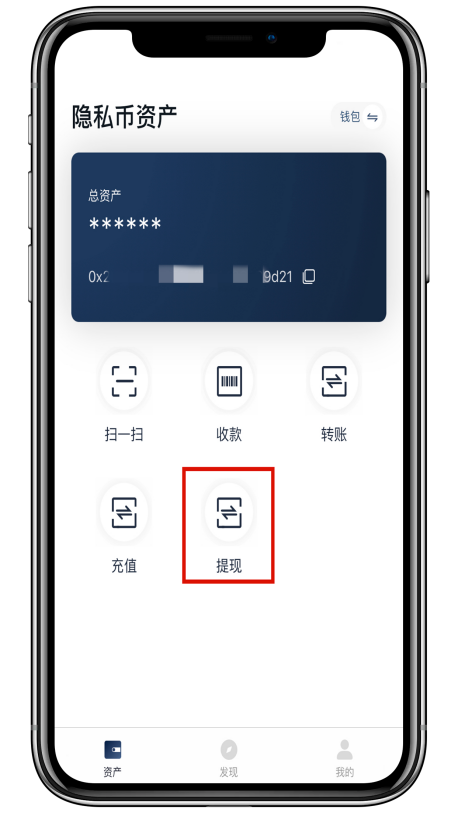 隐私币资产
钱包
总资产
******
0x2 9d21
扫一扫 收款 转账
充值 提现
资产 发现 我的